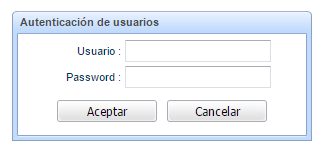 Autenticación de usuarios
Usuario :
Password :
Aceptar Cancelar